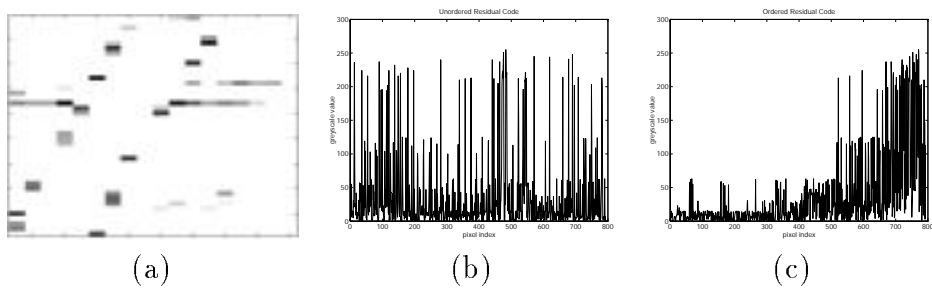 Unordered Residual Code
300
250
200
150
100
50
0
greyscale value
0 100 200 300 400 500 600 700 800
pixel index
Ordered Residual Code
300
250
200
150
100
50
0
greyscale value
0 100 200 300 400 500 600 700 800
pixel index
(a) (b) (c)